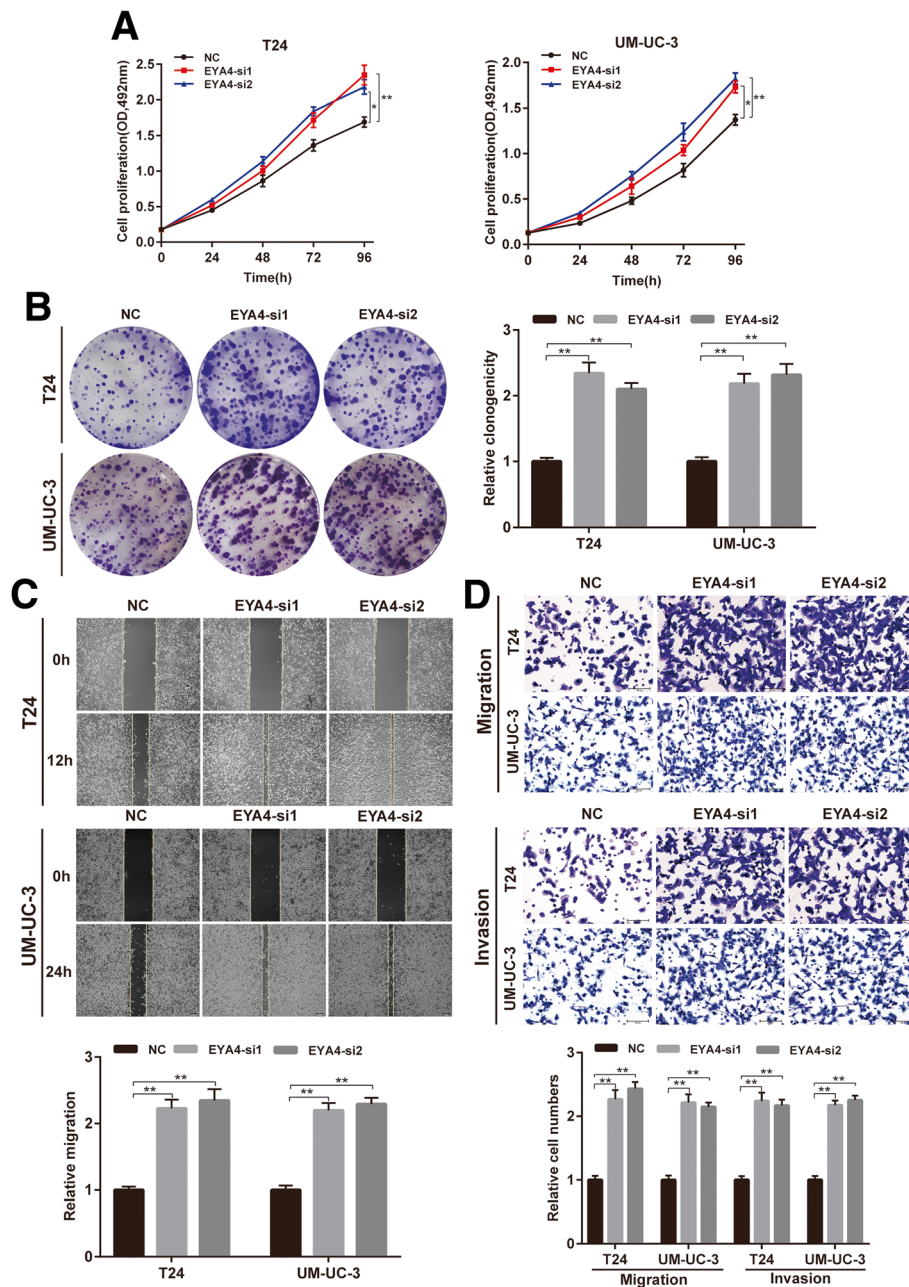 A
T24
NC
EYA4-si1
EYA4-si2
Cell proliferation(OD,492nm)
2.5
2.0
1.5
1.0
0.5
0.0
* **
0 24 48 72 96
Time(h)
UM-UC-3
NC
EYA4-si1
EYA4-si2
Cell proliferation(OD,492nm)
2.0
1.5
1.0
0.5
0.0
* **
0 24 48 72 96
Time(h)
B
NC EYA4-si1 EYA4-si2
T24
UM-UC-3
NC EYA4-si1 EYA4-si2
Relative clonogenicity
3
2
1
0
** **
** **
T24 UM-UC-3
C
NC EYA4-si1 EYA4-si2
T24
0h
12h
NC EYA4-si1 EYA4-si2
UM-UC-3
0h
24h
NC EYA4-si1 EYA4-si2
Relative migration
3
2
1
0
** **
** **
T24 UM-UC-3
D
NC EYA4-si1 EYA4-si2
Migration
T24
UM-UC-3
NC EYA4-si1 EYA4-si2
Invasion
T24
UM-UC-3
NC EYA4-si1 EYA4-si2
Relative cell numbers
3
2
1
0
** ** ** **
** ** ** **
T24 UM-UC-3 T24 UM-UC-3
Migration Invasion